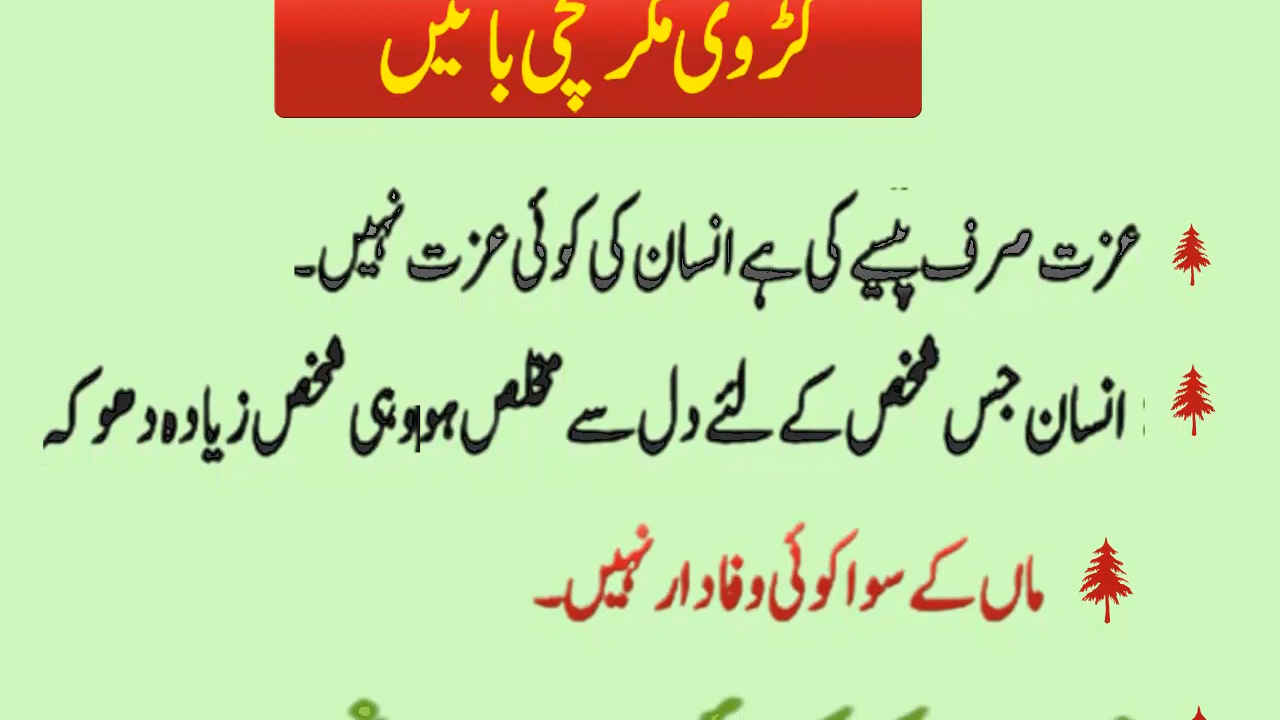 کڑوی مگر سچی باتیں
عزت صرف پیسے کی ہے انسان کی کوئی عزت نہیں۔
انسان جس شخص کے لئے دل سے مخلص ہو وہی شخص زیادہ دھوکہ
ماں کے سوا کوئی وفادار نہیں۔